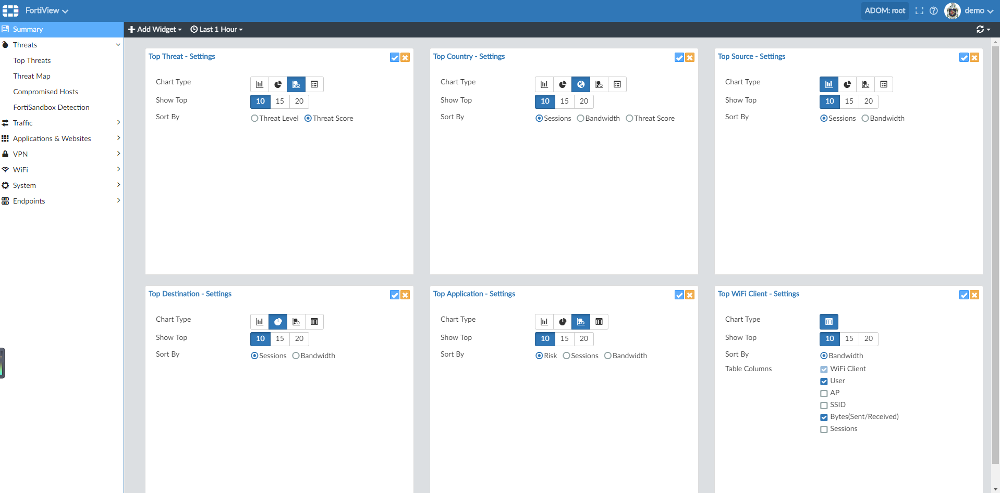 FortiView
ADOM: root
demo
Summary
Threats
Top Threats
Threat Map
Compromised Hosts
FortiSandbox Detection
Traffic
Applications & Websites
VPN
WiFi
System
Endpoints
Add Widget
Last 1 Hour
Top Threat - Settings
Chart Type
Show Top
10 15 20
Sort By
Threat Level Threat Score
Top Country - Settings
Chart Type
Show Top
10 15 20
Sort By
Sessions Bandwidth Threat Score
Top Source - Settings
Chart Type
Show Top
10 15 20
Sort By
Sessions Bandwidth
Top Destination - Settings
Chart Type
Show Top
10 15 20
Sort By
Sessions Bandwidth
Top Application - Settings
Chart Type
Show Top
10 15 20
Sort By
Risk Sessions Bandwidth
Top WiFi Client - Settings
Chart Type
Show Top
10 15 20
Sort By
Bandwidth
Table Columns
WiFi Client
User
AP
SSID
Bytes(Sent/Received)
Sessions